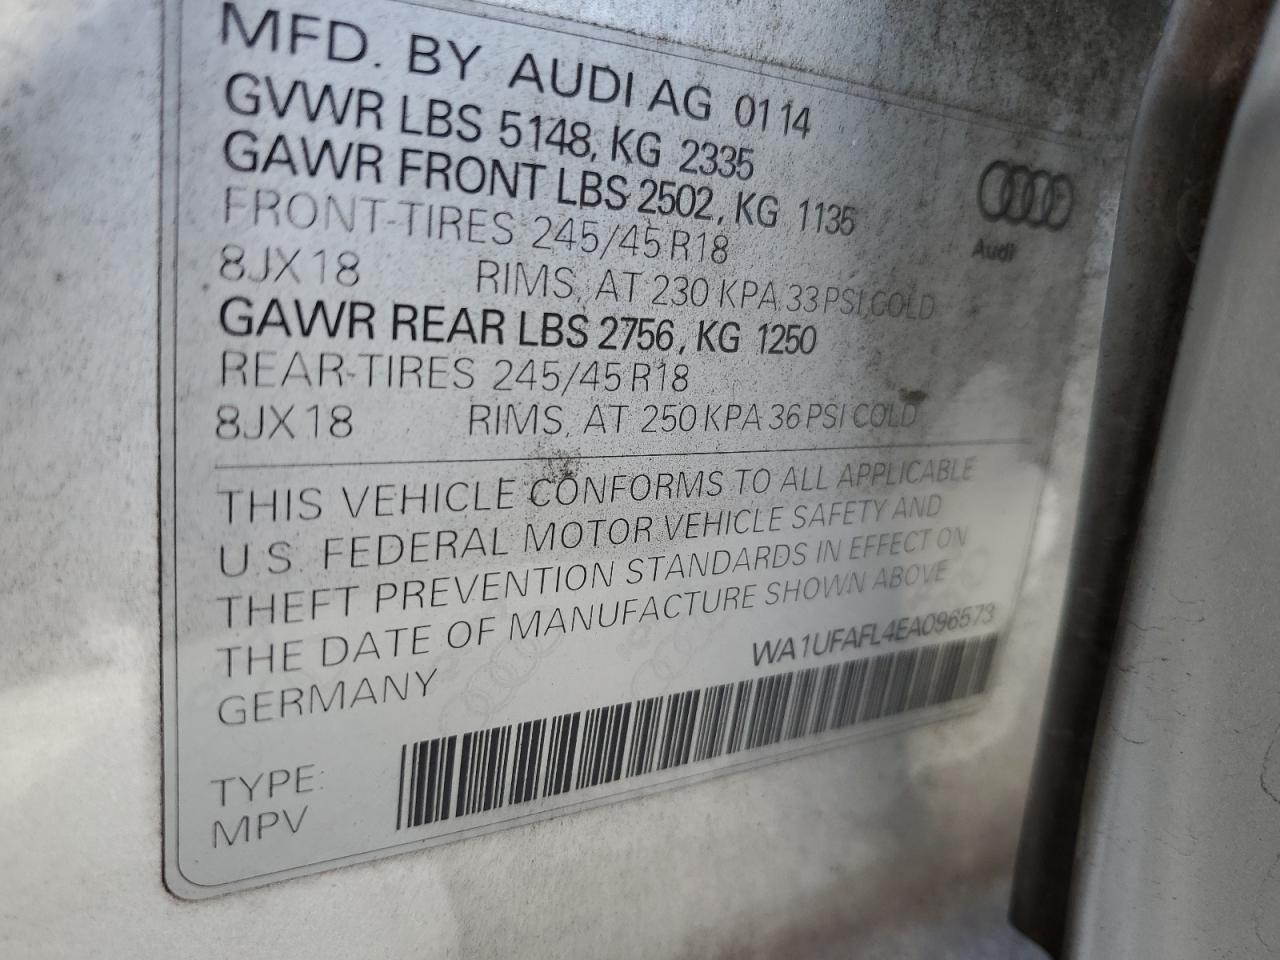 MFD. BY AUDI AG 01 14
GVWR LBS 5148, KG 2335
GAWR FRONT LBS 2502, KG 1135
FRONT-TIRES 245/45 R18
8JX18 RIMS, AT 230 KPA 33 PSI COLD
GAWR REAR LBS 2756, KG 1250
REAR-TIRES 245/45 R18
8JX18 RIMS, AT 250 KPA 36 PSI COLD
Audi
THIS VEHICLE CONFORMS TO ALL APPLICABLE
U.S. FEDERAL MOTOR VEHICLE SAFETY AND
THEFT PREVENTION STANDARDS IN EFFECT ON
THE DATE OF MANUFACTURE SHOWN ABOVE
GERMANY
WA1UFAFL4EA096573
TYPE:
MPV